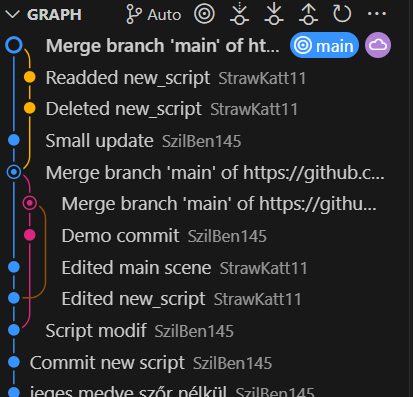 GRAPH Auto
Merge branch 'main' of ht... main
Readded new_script StrawKatt11
Deleted new_script StrawKatt11
Small update SzilBen145
Merge branch 'main' of https://github.c...
Merge branch 'main' of https://githu...
Demo commit SzilBen145
Edited main scene StrawKatt11
Edited new_script StrawKatt11
Script modif SzilBen145
Commit new script SzilBen145
jeges medve szőr nélkül SzilBen145